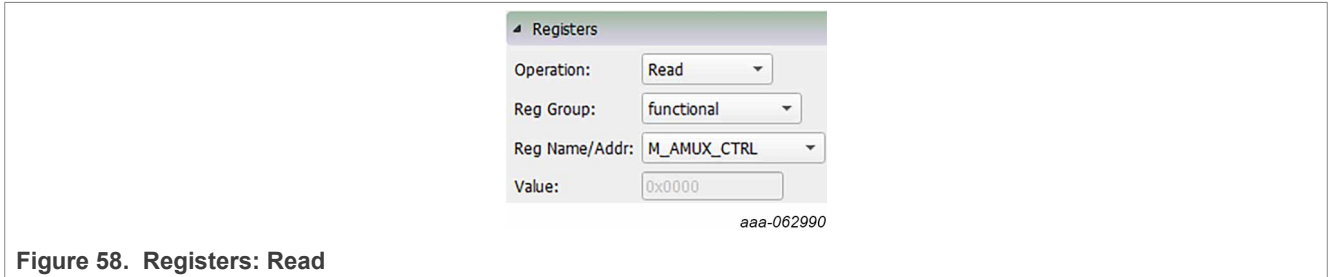 Registers
Operation: Read
Reg Group: functional
Reg Name/Addr: M_AMUX_CTRL
Value: 0x0000
aaa-062990
Figure 58. Registers: Read